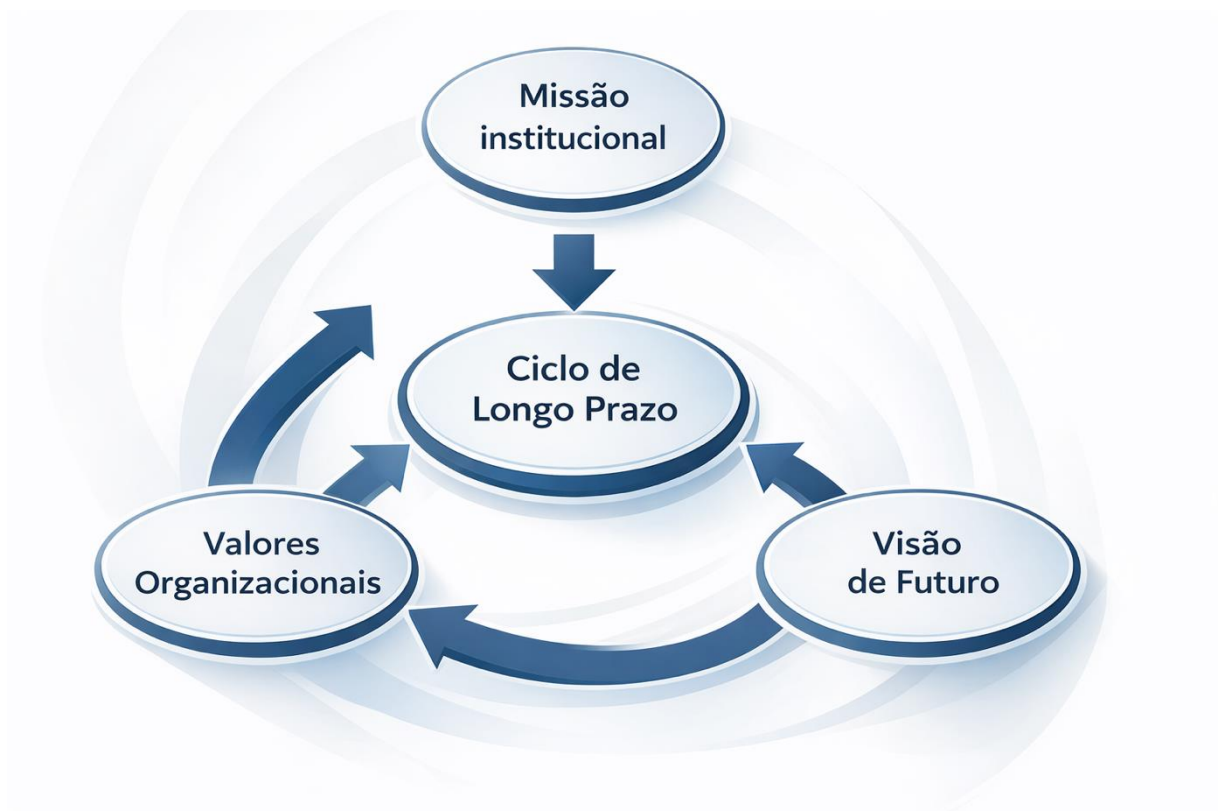 Missão
institucional
Ciclo de
Longo Prazo
Valores
Organizacionais
Visão
de Futuro